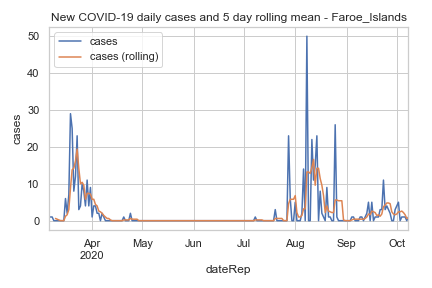 New COVID-19 daily cases and 5 day rolling mean - Faroe_Islands
cases
cases (rolling)
50
40
30
20
10
0
cases
Apr May Jun Jul Aug Sep Oct
2020
dateRep